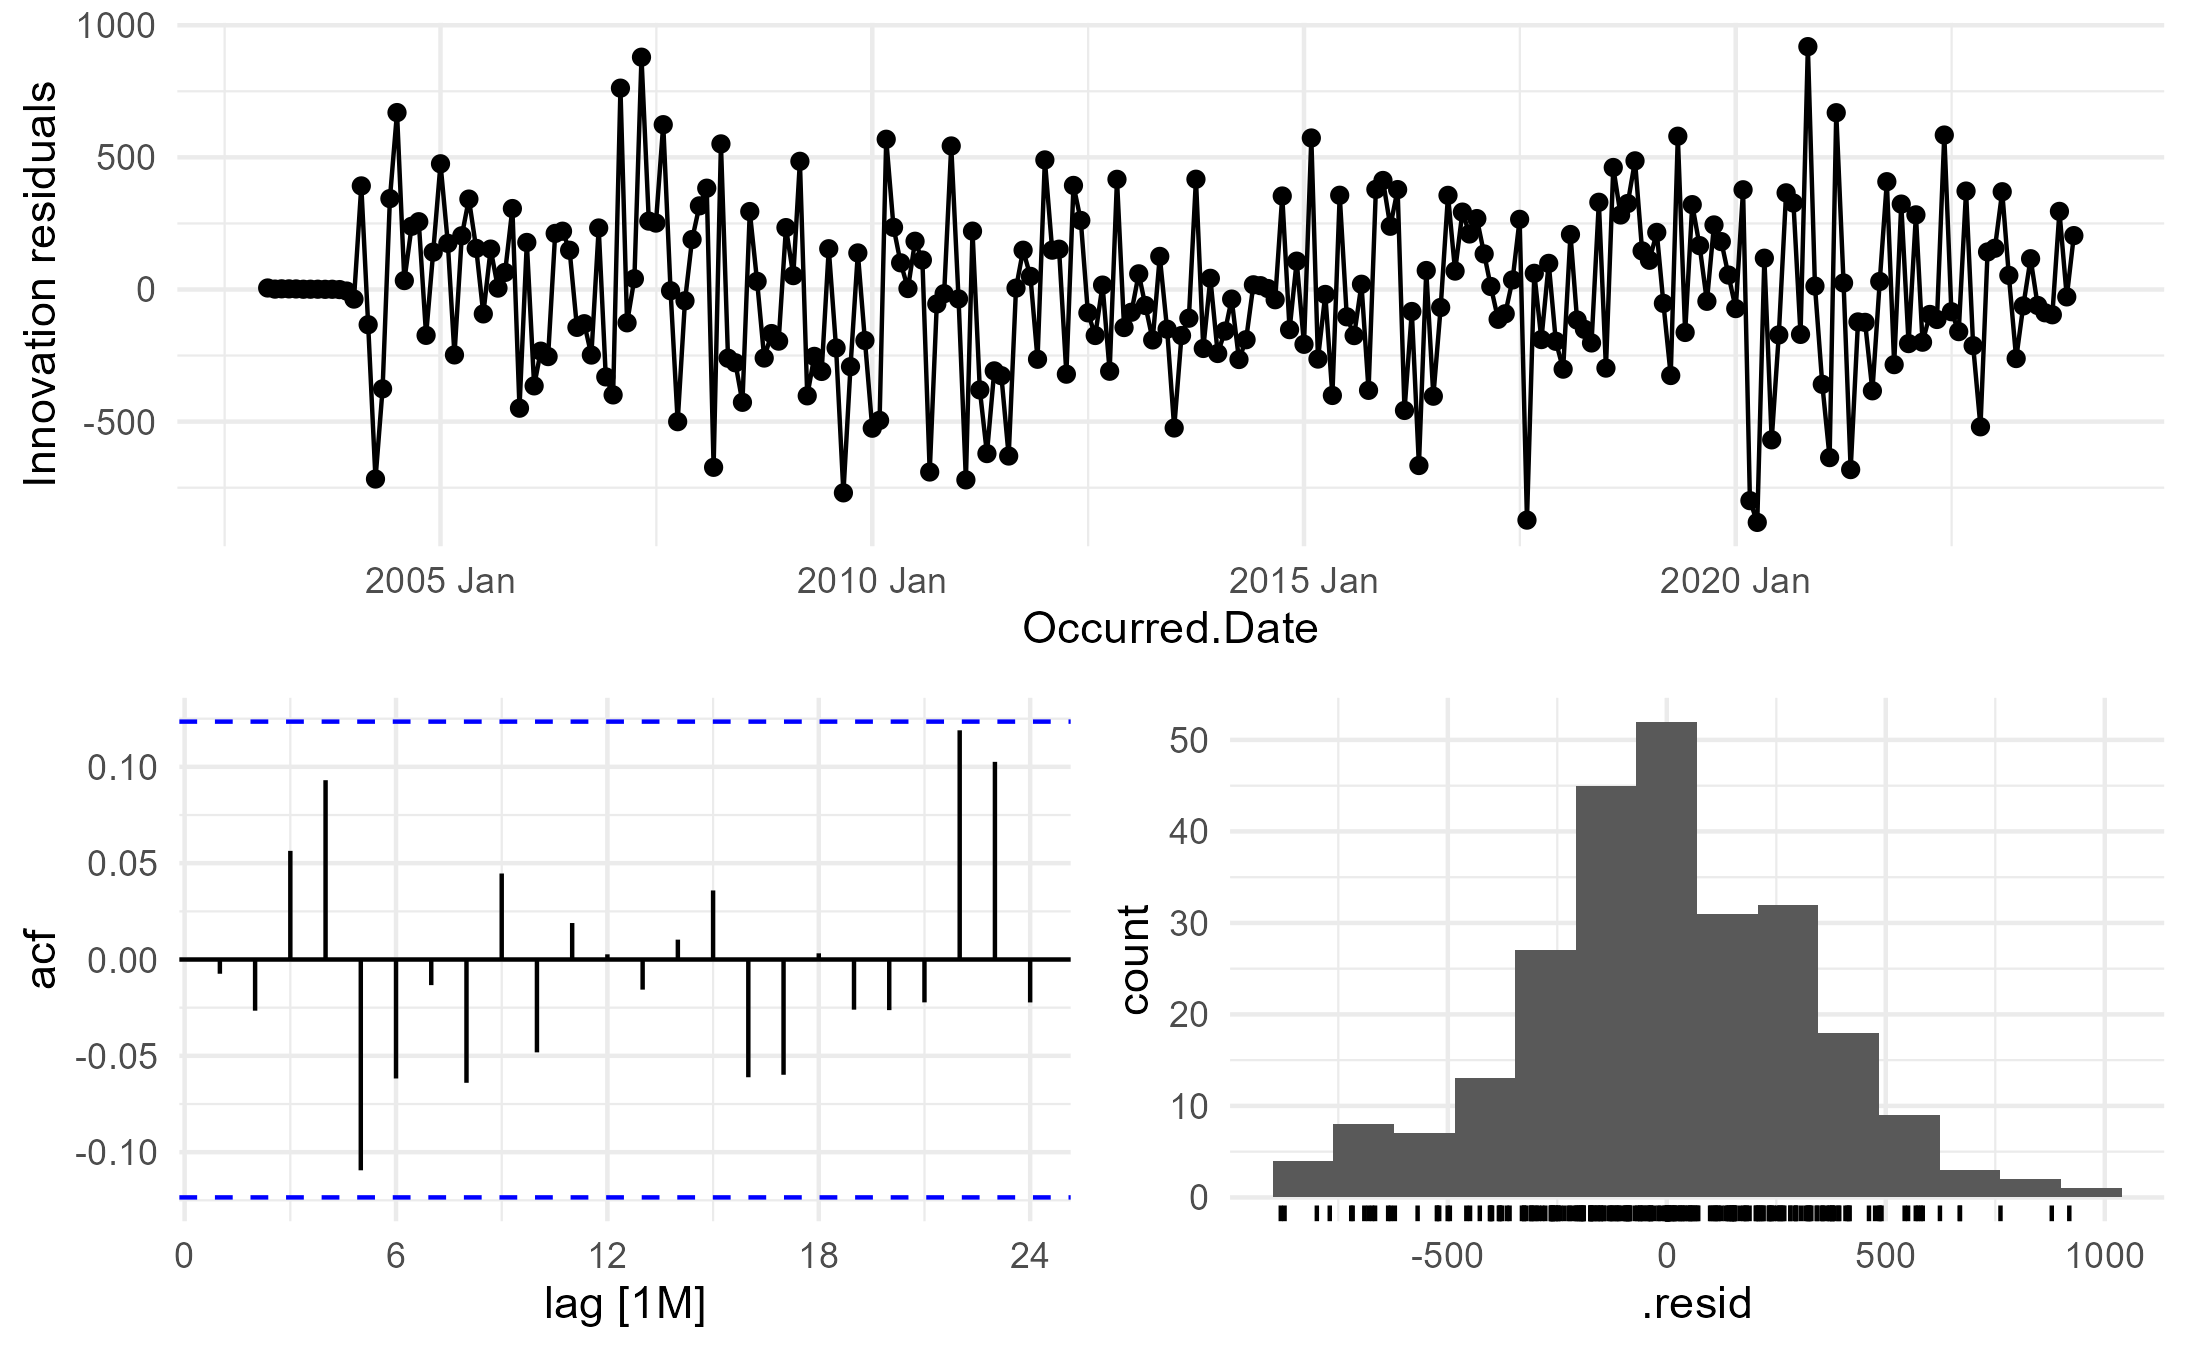 1000
500
0
-500
Innovation residuals
2005 Jan 2010 Jan 2015 Jan 2020 Jan
Occurred.Date
0.10
0.05
0.00
-0.05
-0.10
acf
0 6 12 18 24
lag [1M]
50
40
30
20
10
0
count
-500 0 500 1000
.resid